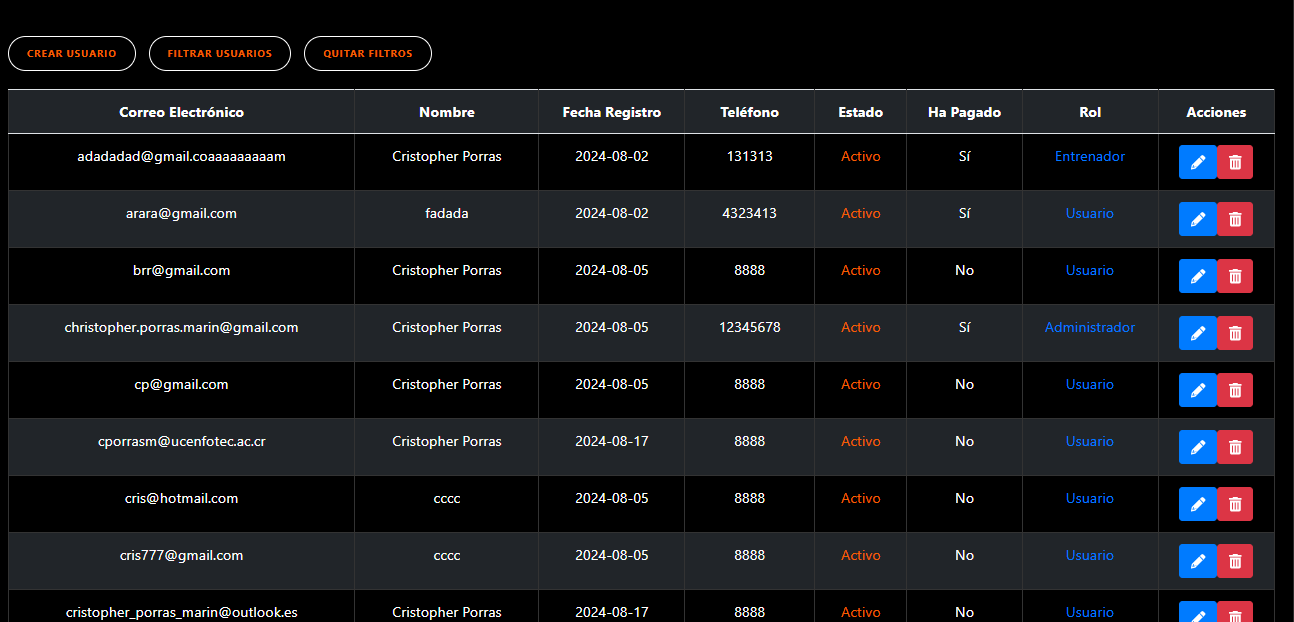 CREAR USUARIO FILTRAR USUARIOS QUITAR FILTROS
Correo Electrónico Nombre Fecha Registro Teléfono Estado Ha Pagado Rol Acciones
adadadad@gmail.coaaaaaaaaam Cristopher Porras 2024-08-02 131313 Activo Sí Entrenador
arara@gmail.com fadada 2024-08-02 4323413 Activo Sí Usuario
brr@gmail.com Cristopher Porras 2024-08-05 8888 Activo No Usuario
christopher.porras.marin@gmail.com Cristopher Porras 2024-08-05 12345678 Activo Sí Administrador
cp@gmail.com Cristopher Porras 2024-08-05 8888 Activo No Usuario
cporrasm@ucenfotec.ac.cr Cristopher Porras 2024-08-17 8888 Activo No Usuario
cris@hotmail.com cccc 2024-08-05 8888 Activo No Usuario
cris777@gmail.com cccc 2024-08-05 8888 Activo No Usuario
cristopher_porras_marin@outlook.es Cristopher Porras 2024-08-17 8888 Activo No Usuario